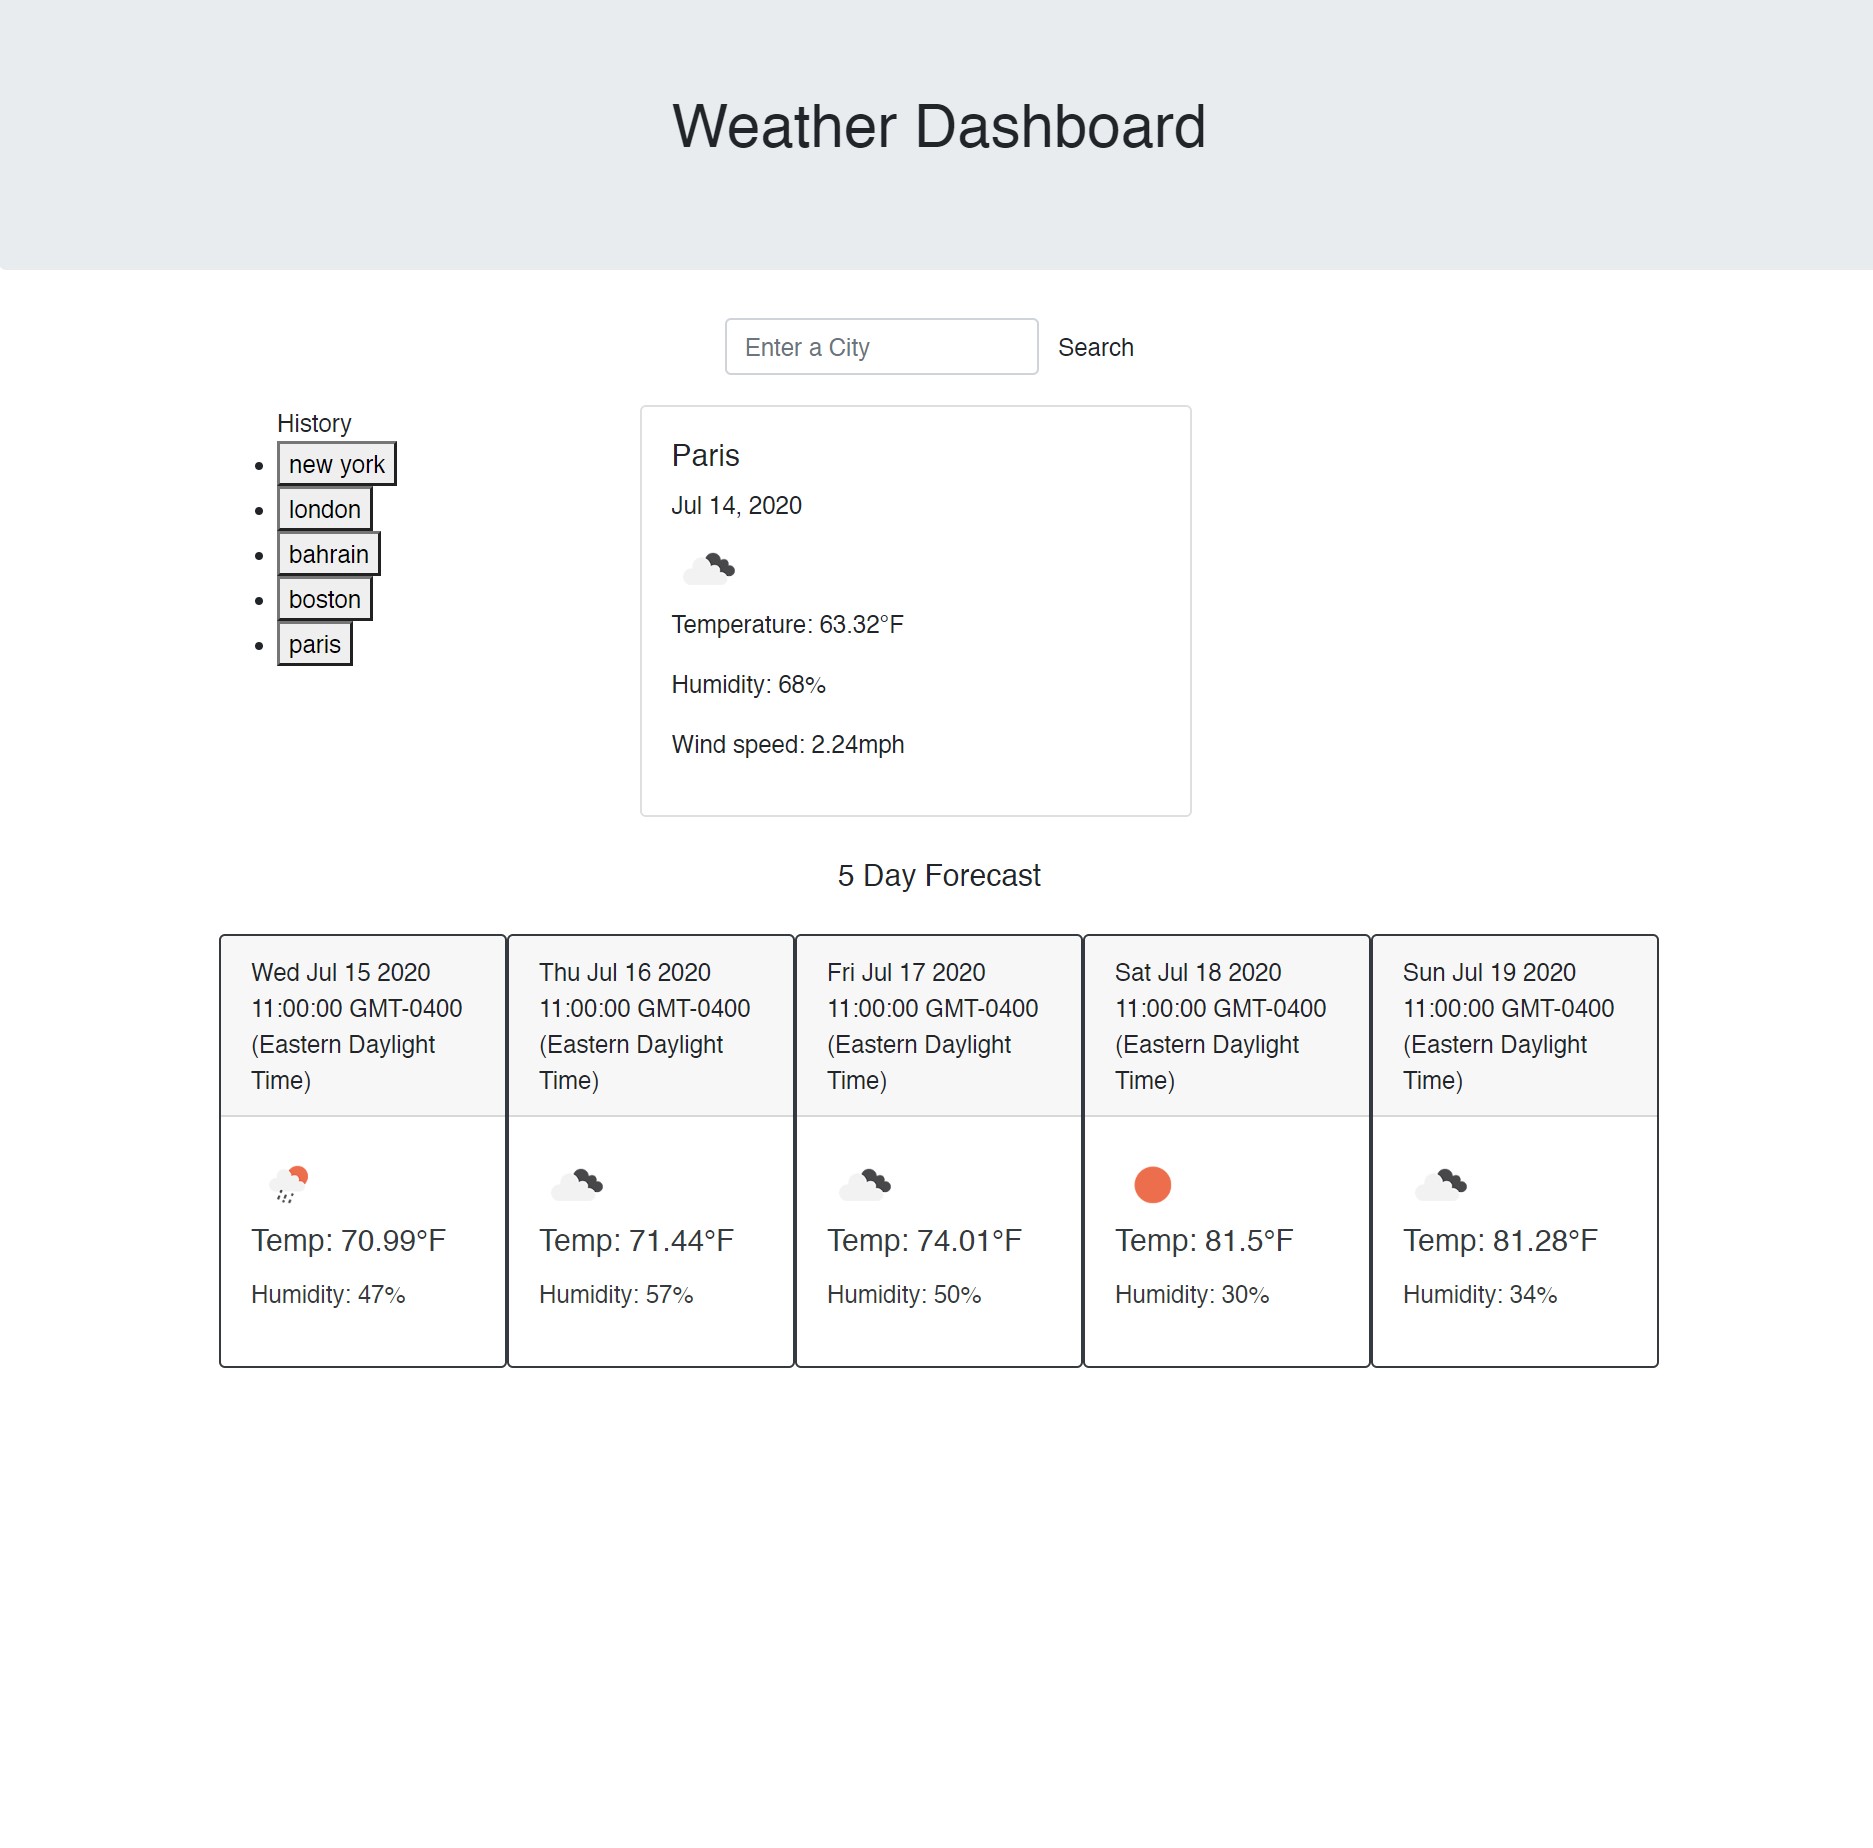 Weather Dashboard
Enter a City
Search
History
new york
london
bahrain
boston
paris
Paris
Jul 14, 2020
Temperature: 63.32°F
Humidity: 68%
Wind speed: 2.24mph
5 Day Forecast
Wed Jul 15 2020
11:00:00 GMT-0400
(Eastern Daylight
Time)
Temp: 70.99°F
Humidity: 47%
Thu Jul 16 2020
11:00:00 GMT-0400
(Eastern Daylight
Time)
Temp: 71.44°F
Humidity: 57%
Fri Jul 17 2020
11:00:00 GMT-0400
(Eastern Daylight
Time)
Temp: 74.01°F
Humidity: 50%
Sat Jul 18 2020
11:00:00 GMT-0400
(Eastern Daylight
Time)
Temp: 81.5°F
Humidity: 30%
Sun Jul 19 2020
11:00:00 GMT-0400
(Eastern Daylight
Time)
Temp: 81.28°F
Humidity: 34%